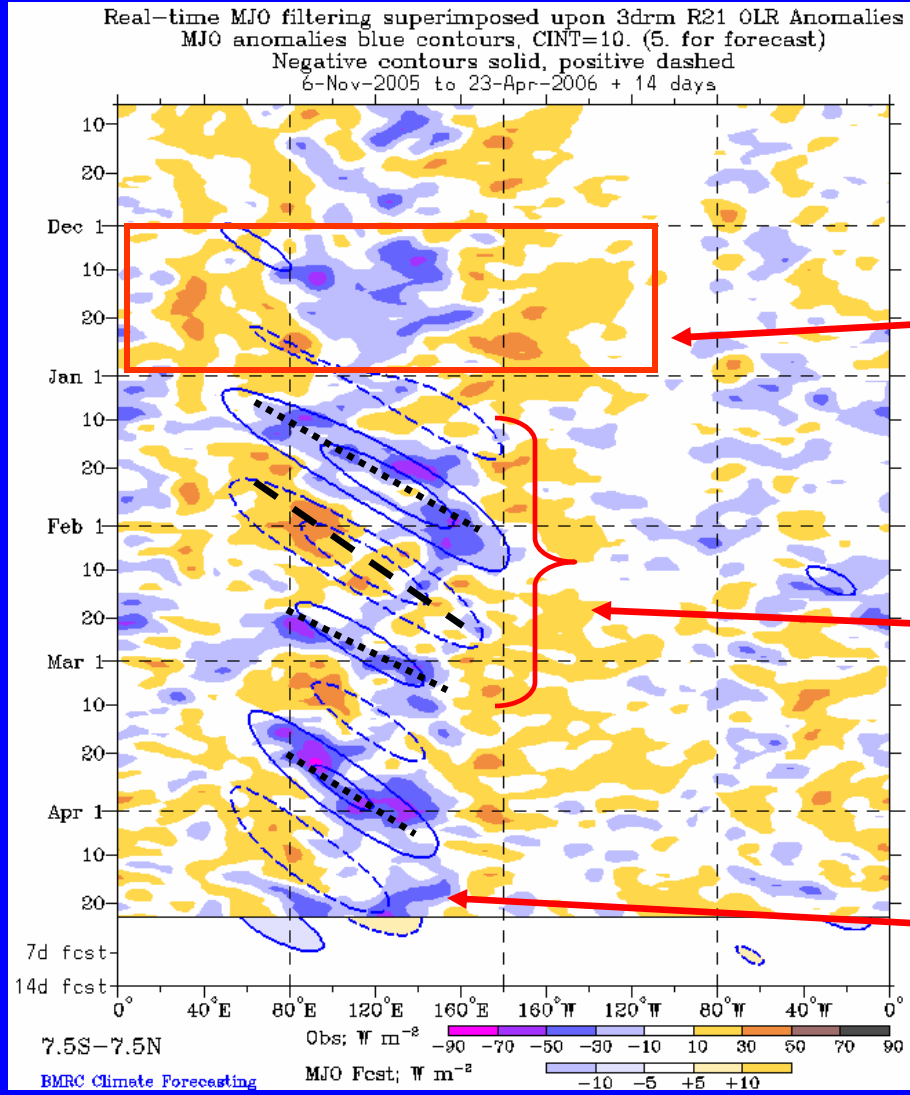 Real-time MJO filtering superimposed upon 3drm R21 OLR Anomalies
MJO anomalies blue contours, CINT=10. (5. for forecast)
Negative contours solid, positive dashed
6-Nov-2005 to 23-Apr-2006 + 14 days
10
20
Dec 1
10
20
Jan 1
10
20
Feb 1
10
20
Mar 1
10
20
Apr 1
10
20
7d fcst
14d fcst
0° 40°E 80°E 120°E 160°E 160°W 120°W 80°W 40°W 0°
7.5S-7.5N
Obs; W m⁻²
-90 -70 -50 -30 -10 10 30 50 70 90
BMRC Climate Forecasting
MJO Fcst; W m⁻²
-10 -5 +5 +10